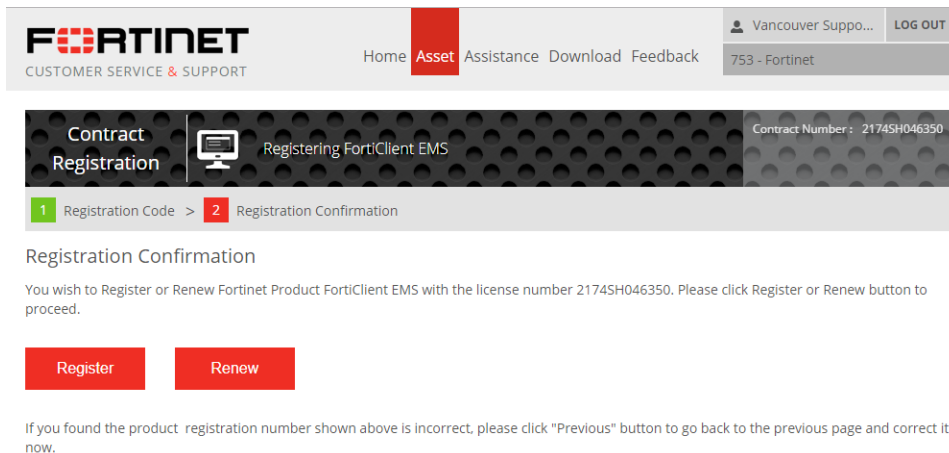 FORTINET
CUSTOMER SERVICE & SUPPORT
Home Asset Assistance Download Feedback
Vancouver Suppo... LOG OUT
753 - Fortinet
Contract Registration
Registering FortiClient EMS
Contract Number : 2174SH046350
1 Registration Code > 2 Registration Confirmation
Registration Confirmation
You wish to Register or Renew Fortinet Product FortiClient EMS with the license number 2174SH046350. Please click Register or Renew button to
proceed.
Register Renew
If you found the product registration number shown above is incorrect, please click "Previous" button to go back to the previous page and correct it
now.